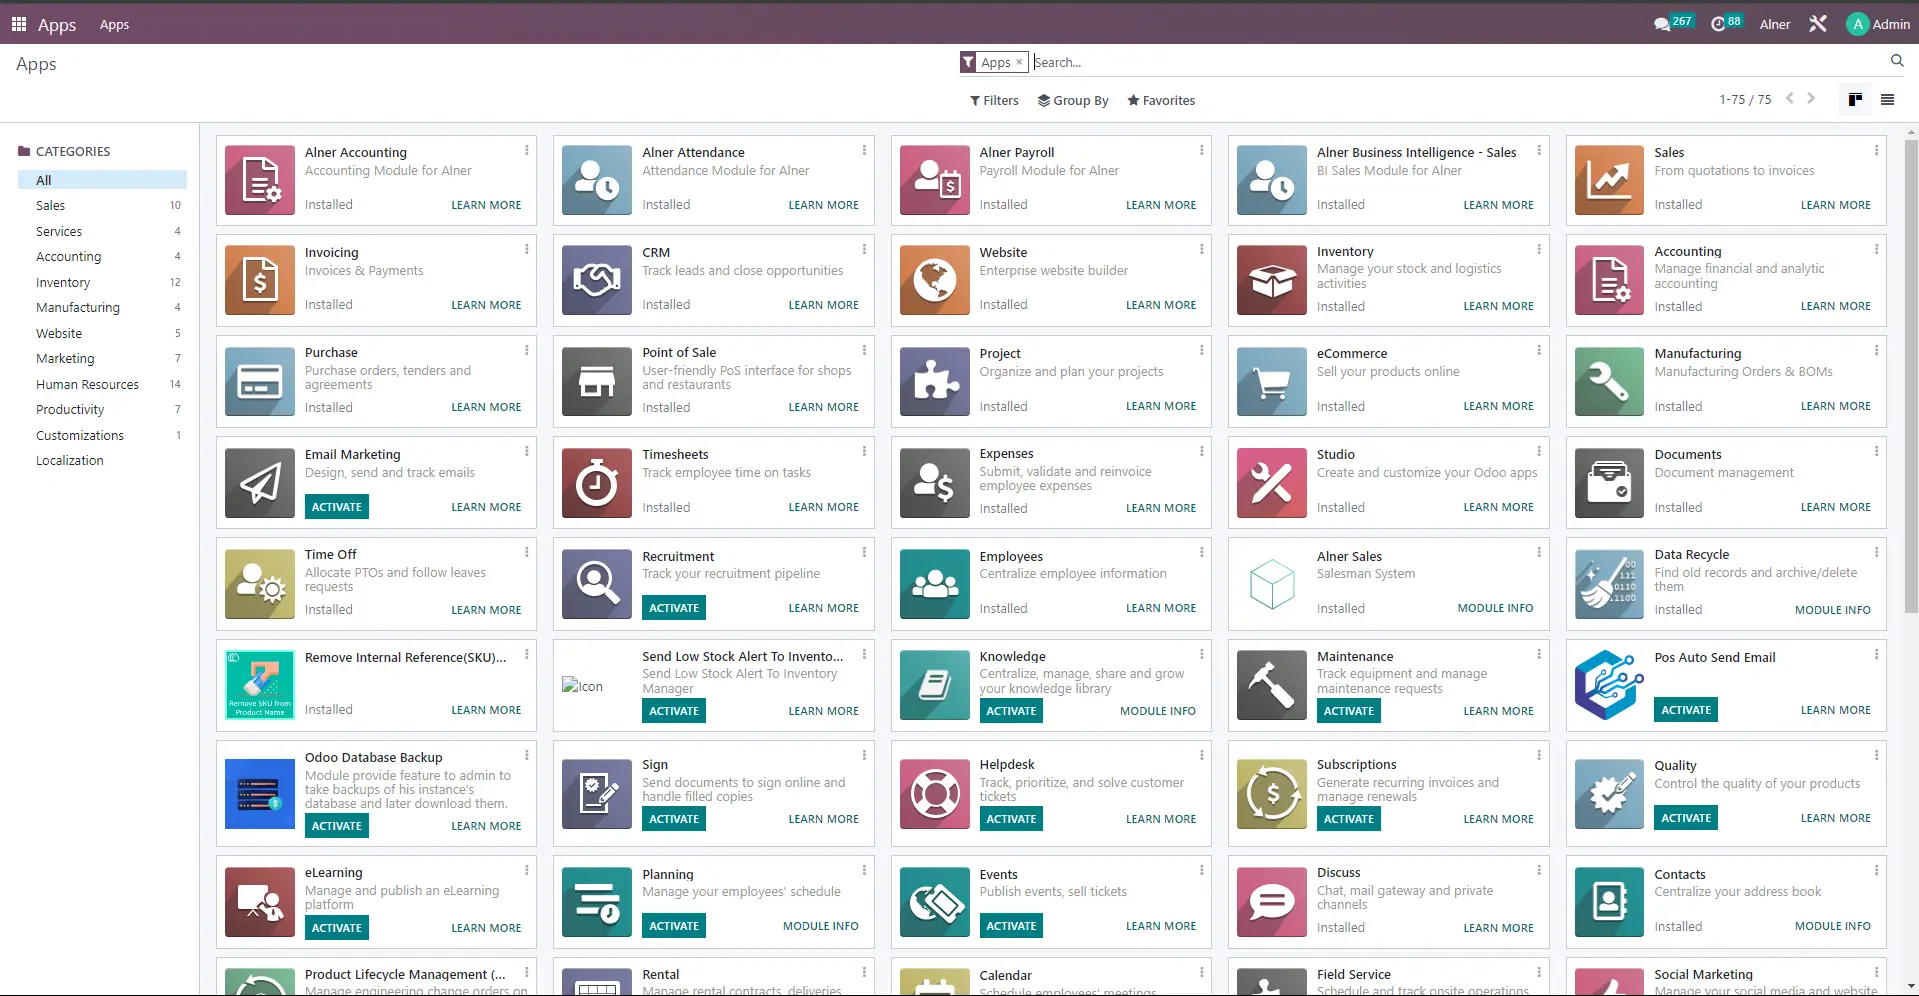 Apps
Apps
267
88
Alner
A
Admin
Apps
Apps ×
Search...
Filters
Group By
Favorites
1-75 / 75
CATEGORIES
All
Sales 10
Services 4
Accounting 4
Inventory 12
Manufacturing 4
Website 5
Marketing 7
Human Resources 14
Productivity 7
Customizations 1
Localization
Alner Accounting
Accounting Module for Alner
Installed
LEARN MORE
Alner Attendance
Attendance Module for Alner
Installed
LEARN MORE
Alner Payroll
Payroll Module for Alner
Installed
LEARN MORE
Alner Business Intelligence - Sales
BI Sales Module for Alner
Installed
LEARN MORE
Sales
From quotations to invoices
Installed
LEARN MORE
Invoicing
Invoices & Payments
Installed
LEARN MORE
CRM
Track leads and close opportunities
Installed
LEARN MORE
Website
Enterprise website builder
Installed
LEARN MORE
Inventory
Manage your stock and logistics
activities
Installed
LEARN MORE
Accounting
Manage financial and analytic
accounting
Installed
LEARN MORE
Purchase
Purchase orders, tenders and
agreements
Installed
LEARN MORE
Point of Sale
User-friendly PoS interface for shops
and restaurants
Installed
LEARN MORE
Project
Organize and plan your projects
Installed
LEARN MORE
eCommerce
Sell your products online
Installed
LEARN MORE
Manufacturing
Manufacturing Orders & BOMs
Installed
LEARN MORE
Email Marketing
Design, send and track emails
ACTIVATE
LEARN MORE
Timesheets
Track employee time on tasks
Installed
LEARN MORE
Expenses
Submit, validate and reinvoice
employee expenses
Installed
LEARN MORE
Studio
Create and customize your Odoo apps
Installed
LEARN MORE
Documents
Document management
Installed
LEARN MORE
Time Off
Allocate PTOs and follow leaves
requests
Installed
LEARN MORE
Recruitment
Track your recruitment pipeline
ACTIVATE
LEARN MORE
Employees
Centralize employee information
Installed
LEARN MORE
Alner Sales
Salesman System
Installed
MODULE INFO
Data Recycle
Find old records and archive/delete
them
Installed
MODULE INFO
Remove SKU from
Product Name
Remove Internal Reference(SKU)...
Installed
LEARN MORE
Icon
Send Low Stock Alert To Invento...
Send Low Stock Alert To Inventory
Manager
ACTIVATE
LEARN MORE
Knowledge
Centralize, manage, share and grow
your knowledge library
ACTIVATE
MODULE INFO
Maintenance
Track equipment and manage
maintenance requests
ACTIVATE
LEARN MORE
Pos Auto Send Email
ACTIVATE
LEARN MORE
Odoo Database Backup
Module provide feature to admin to
take backups of his instance's
database and later download them.
ACTIVATE
LEARN MORE
Sign
Send documents to sign online and
handle filled copies
ACTIVATE
LEARN MORE
Helpdesk
Track, prioritize, and solve customer
tickets
ACTIVATE
LEARN MORE
Subscriptions
Generate recurring invoices and
manage renewals
ACTIVATE
LEARN MORE
Quality
Control the quality of your products
ACTIVATE
LEARN MORE
eLearning
Manage and publish an eLearning
platform
ACTIVATE
LEARN MORE
Planning
Manage your employees' schedule
ACTIVATE
MODULE INFO
Events
Publish events, sell tickets
ACTIVATE
LEARN MORE
Discuss
Chat, mail gateway and private
channels
Installed
LEARN MORE
Contacts
Centralize your address book
Installed
MODULE INFO
Product Lifecycle Management (...
Manage engineering change orders on
Rental
Manage rental contracts, deliveries
Calendar
Schedule employees' meetings
Field Service
Schedule and track onsite operations
Social Marketing
Manage your social media and website